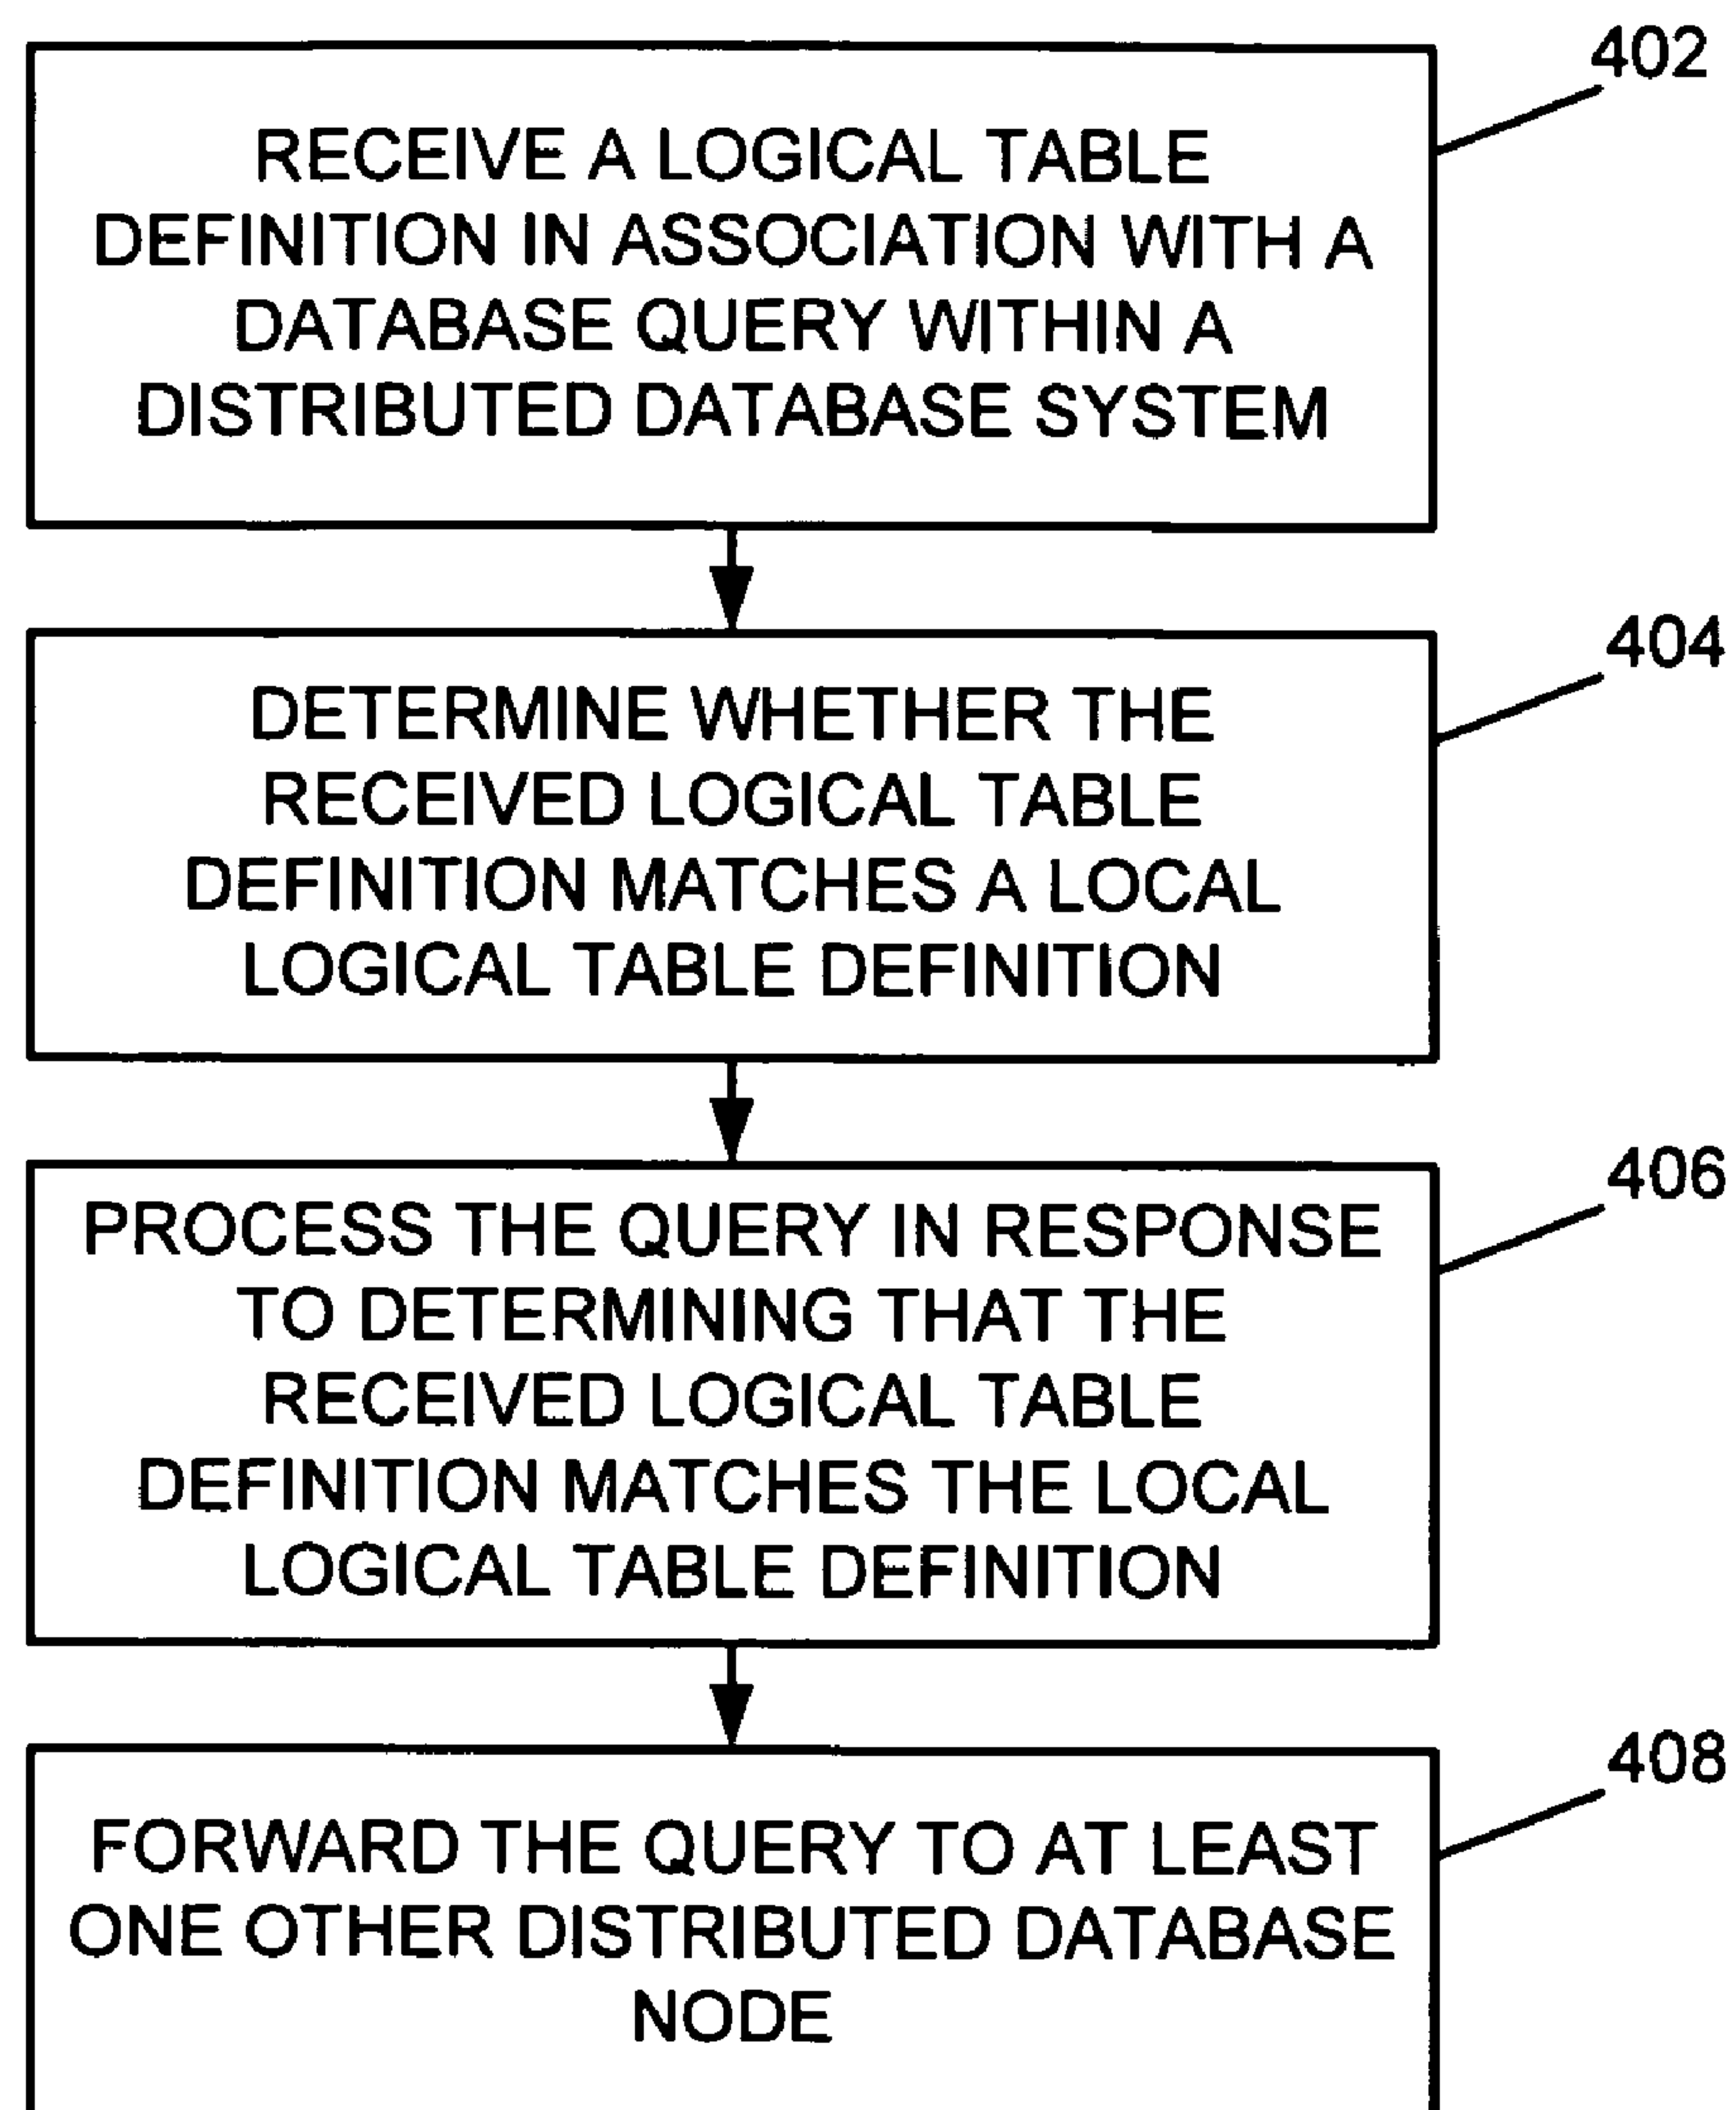 402
RECEIVE A LOGICAL TABLE
DEFINITION IN ASSOCIATION WITH A
DATABASE QUERY WITHIN A
DISTRIBUTED DATABASE SYSTEM
404
DETERMINE WHETHER THE
RECEIVED LOGICAL TABLE
DEFINITION MATCHES A LOCAL
LOGICAL TABLE DEFINITION
406
PROCESS THE QUERY IN RESPONSE
TO DETERMINING THAT THE
RECEIVED LOGICAL TABLE
DEFINITION MATCHES THE LOCAL
LOGICAL TABLE DEFINITION
408
FORWARD THE QUERY TO AT LEAST
ONE OTHER DISTRIBUTED DATABASE
NODE